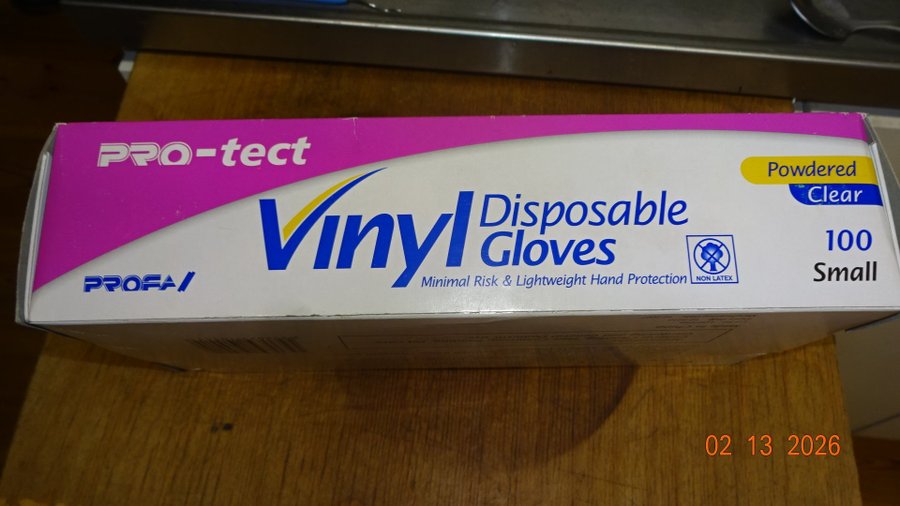 PRO-tect
Powdered
Clear
Vinyl Disposable
Gloves
Minimal Risk & Lightweight Hand Protection
NON LATEX
100
Small
PROFAX
02 13 2026